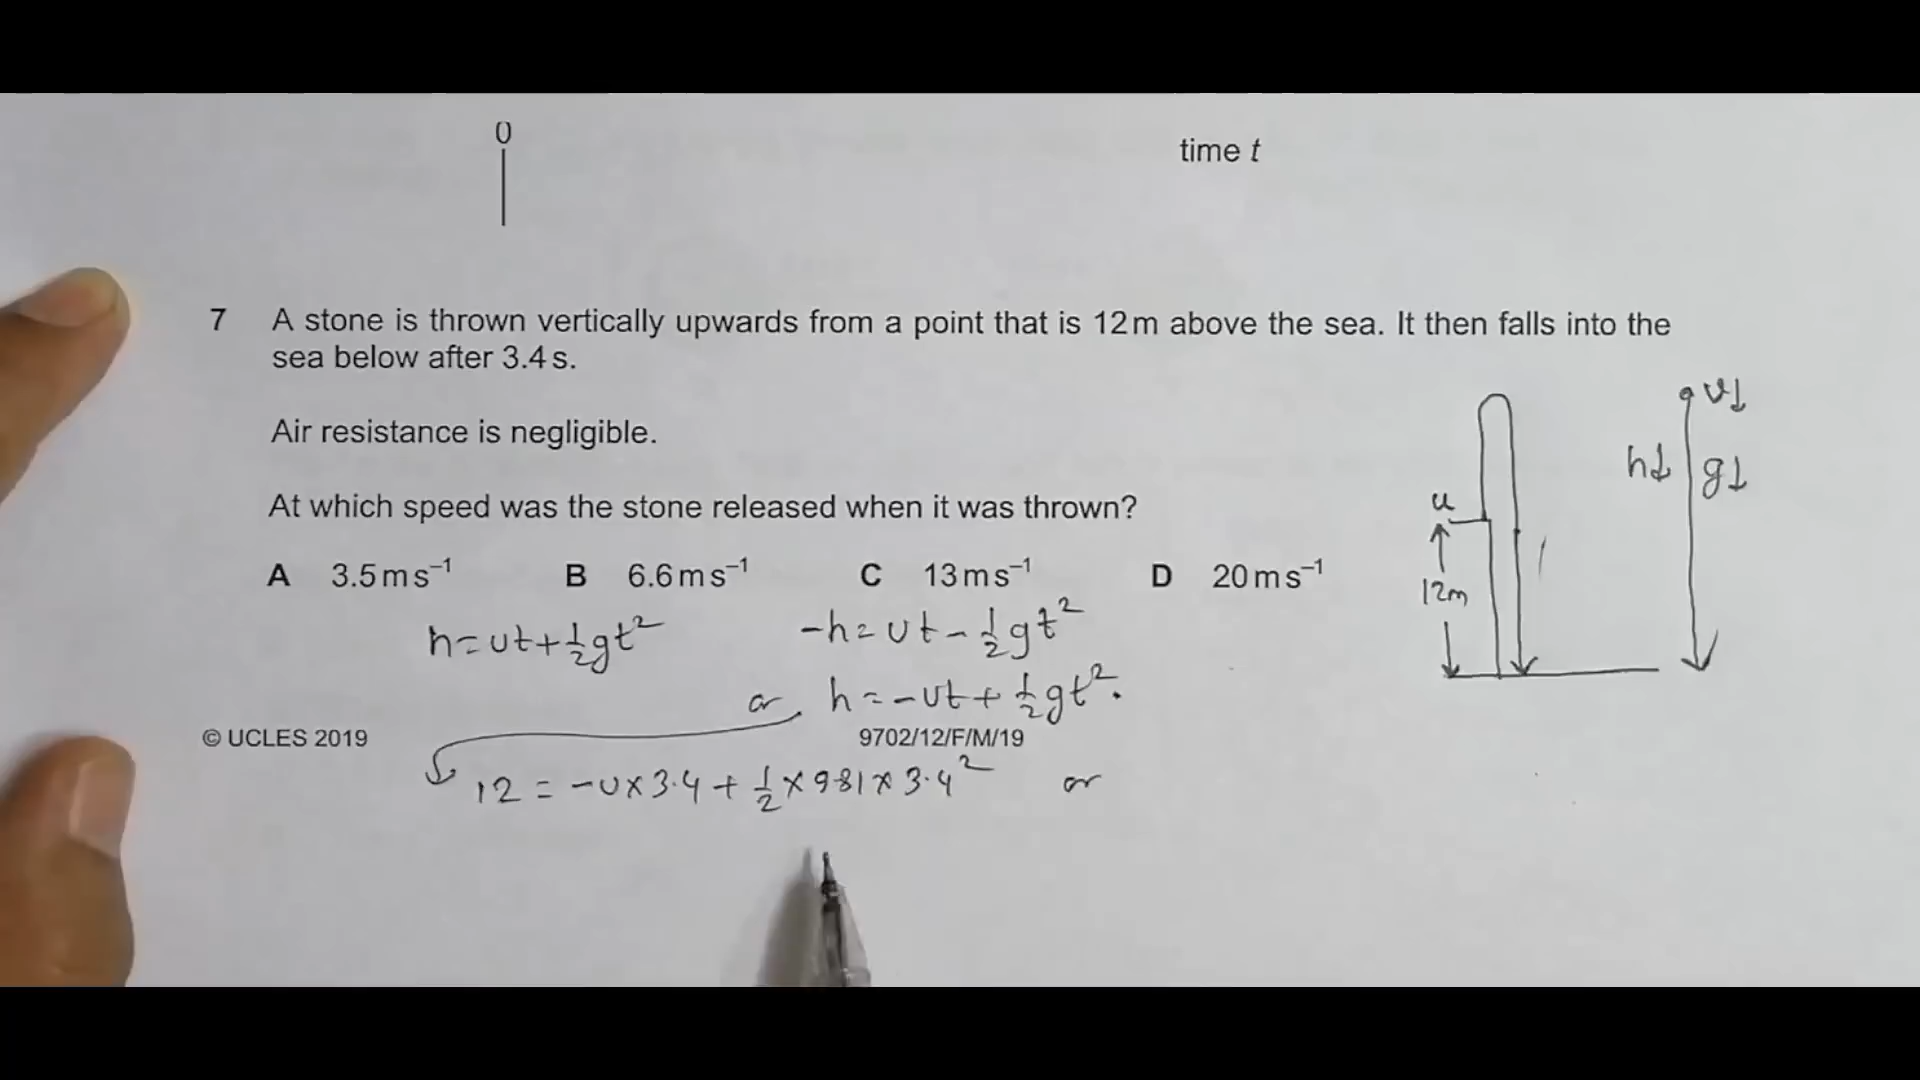 0
time t
7 A stone is thrown vertically upwards from a point that is 12 m above the sea. It then falls into the
sea below after 3.4 s.
Air resistance is negligible.
At which speed was the stone released when it was thrown?
A 3.5 m s⁻¹ B 6.6 m s⁻¹ C 13 m s⁻¹ D 20 m s⁻¹
h = ut + ½gt² -h = ut - ½gt²
or h = -ut + ½gt².
© UCLES 2019 9702/12/F/M/19
12 = -u × 3.4 + ½ × 9.81 × 3.4² or
u
12m
h↓ g↓
v↓